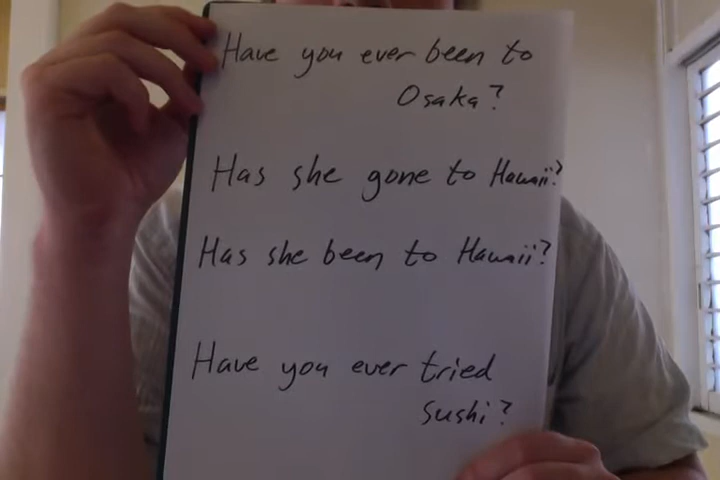 Have you ever been to
Osaka?
Has she gone to Hawaii?
Has she been to Hawaii?
Have you ever tried
sushi?